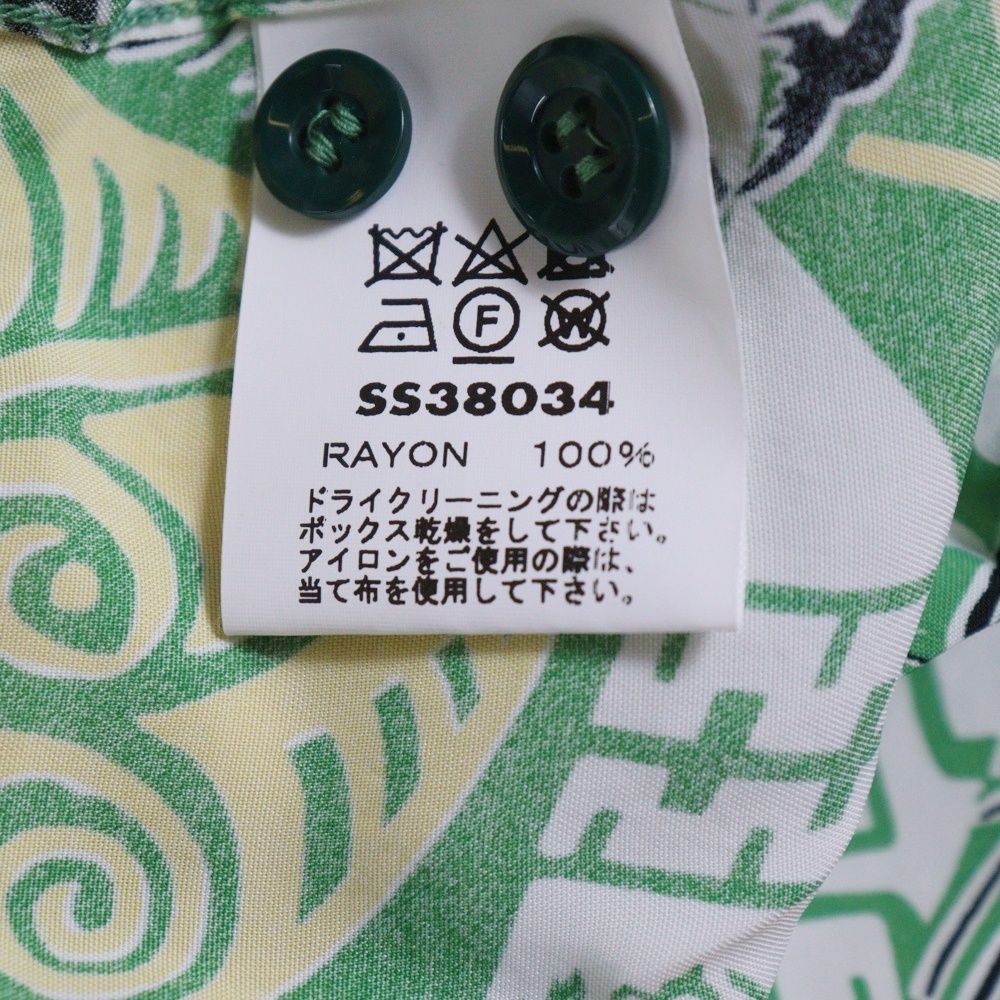 F
W
SS38034
RAYON 100%
ドライクリーニングの際は
ボックス乾燥をして下さい。
アイロンをご使用の際は、
当て布を使用して下さい。